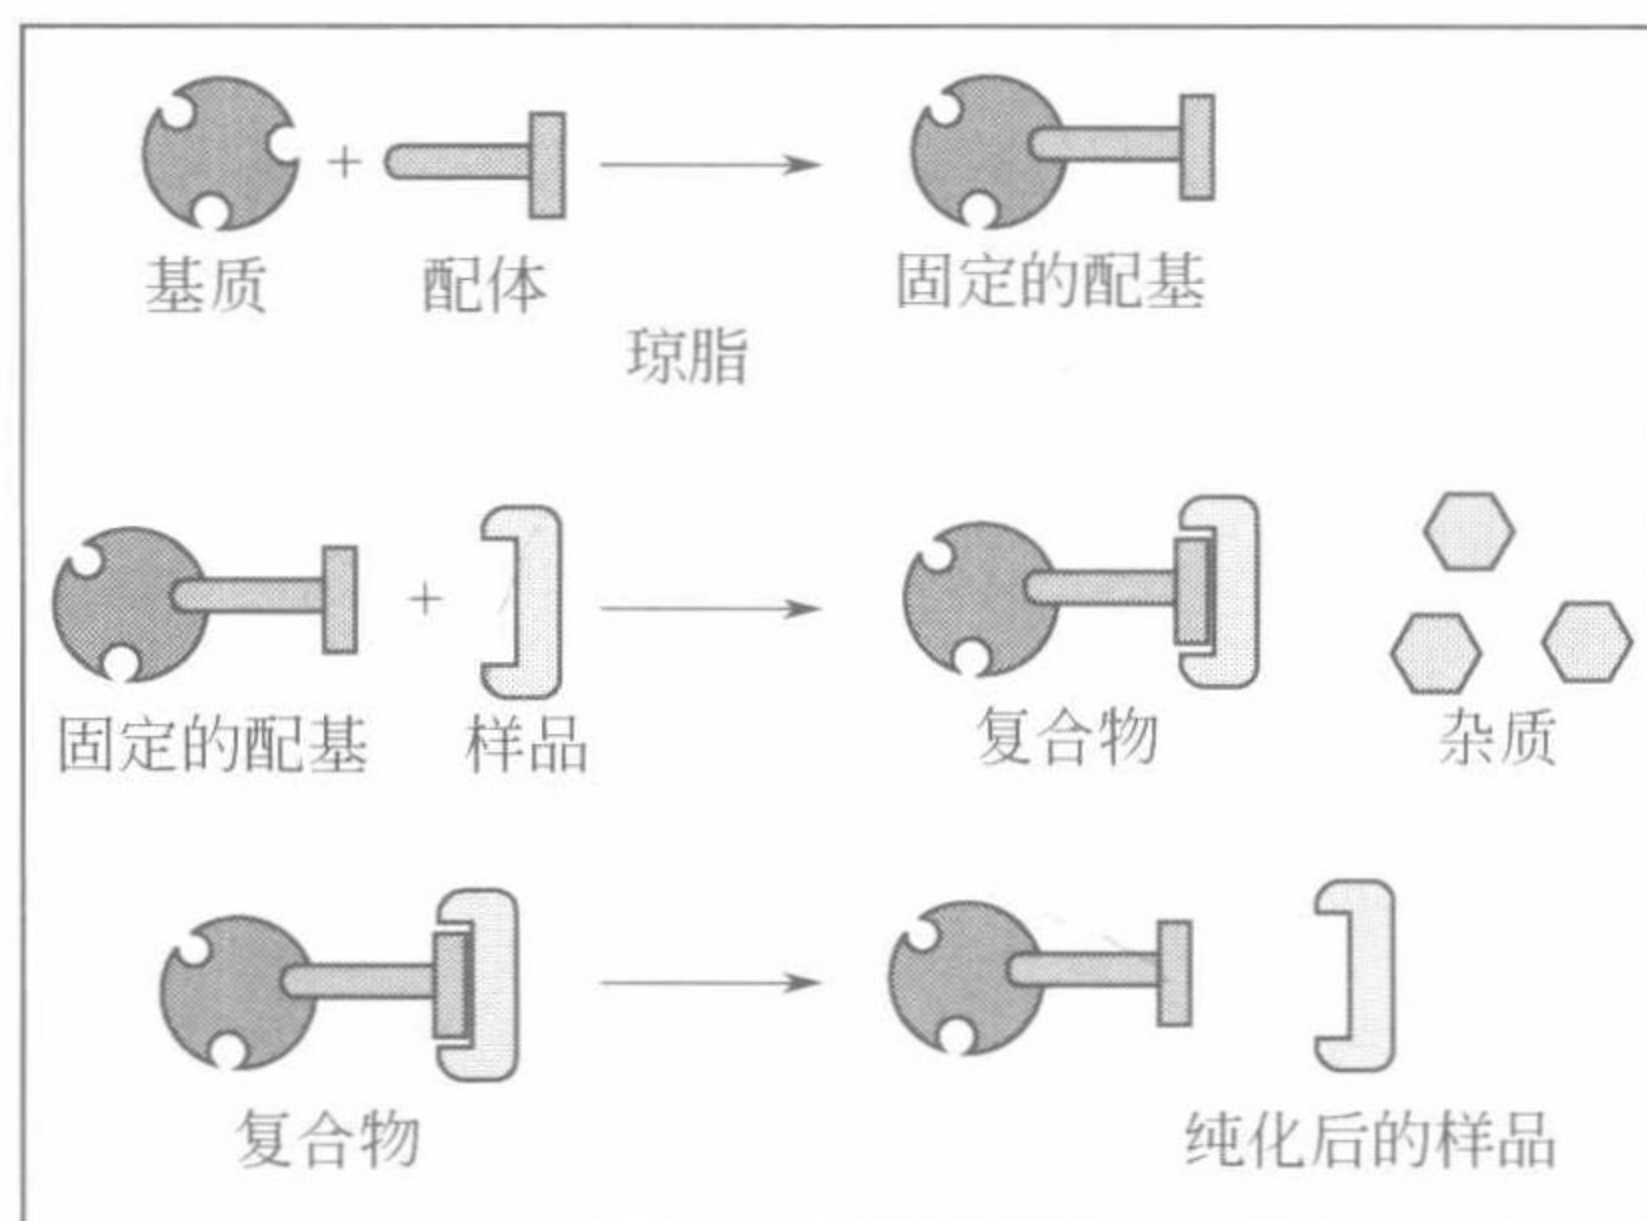 +
基质 配体 固定的配基
琼脂
+
固定的配基 样品 复合物 杂质
复合物 纯化后的样品